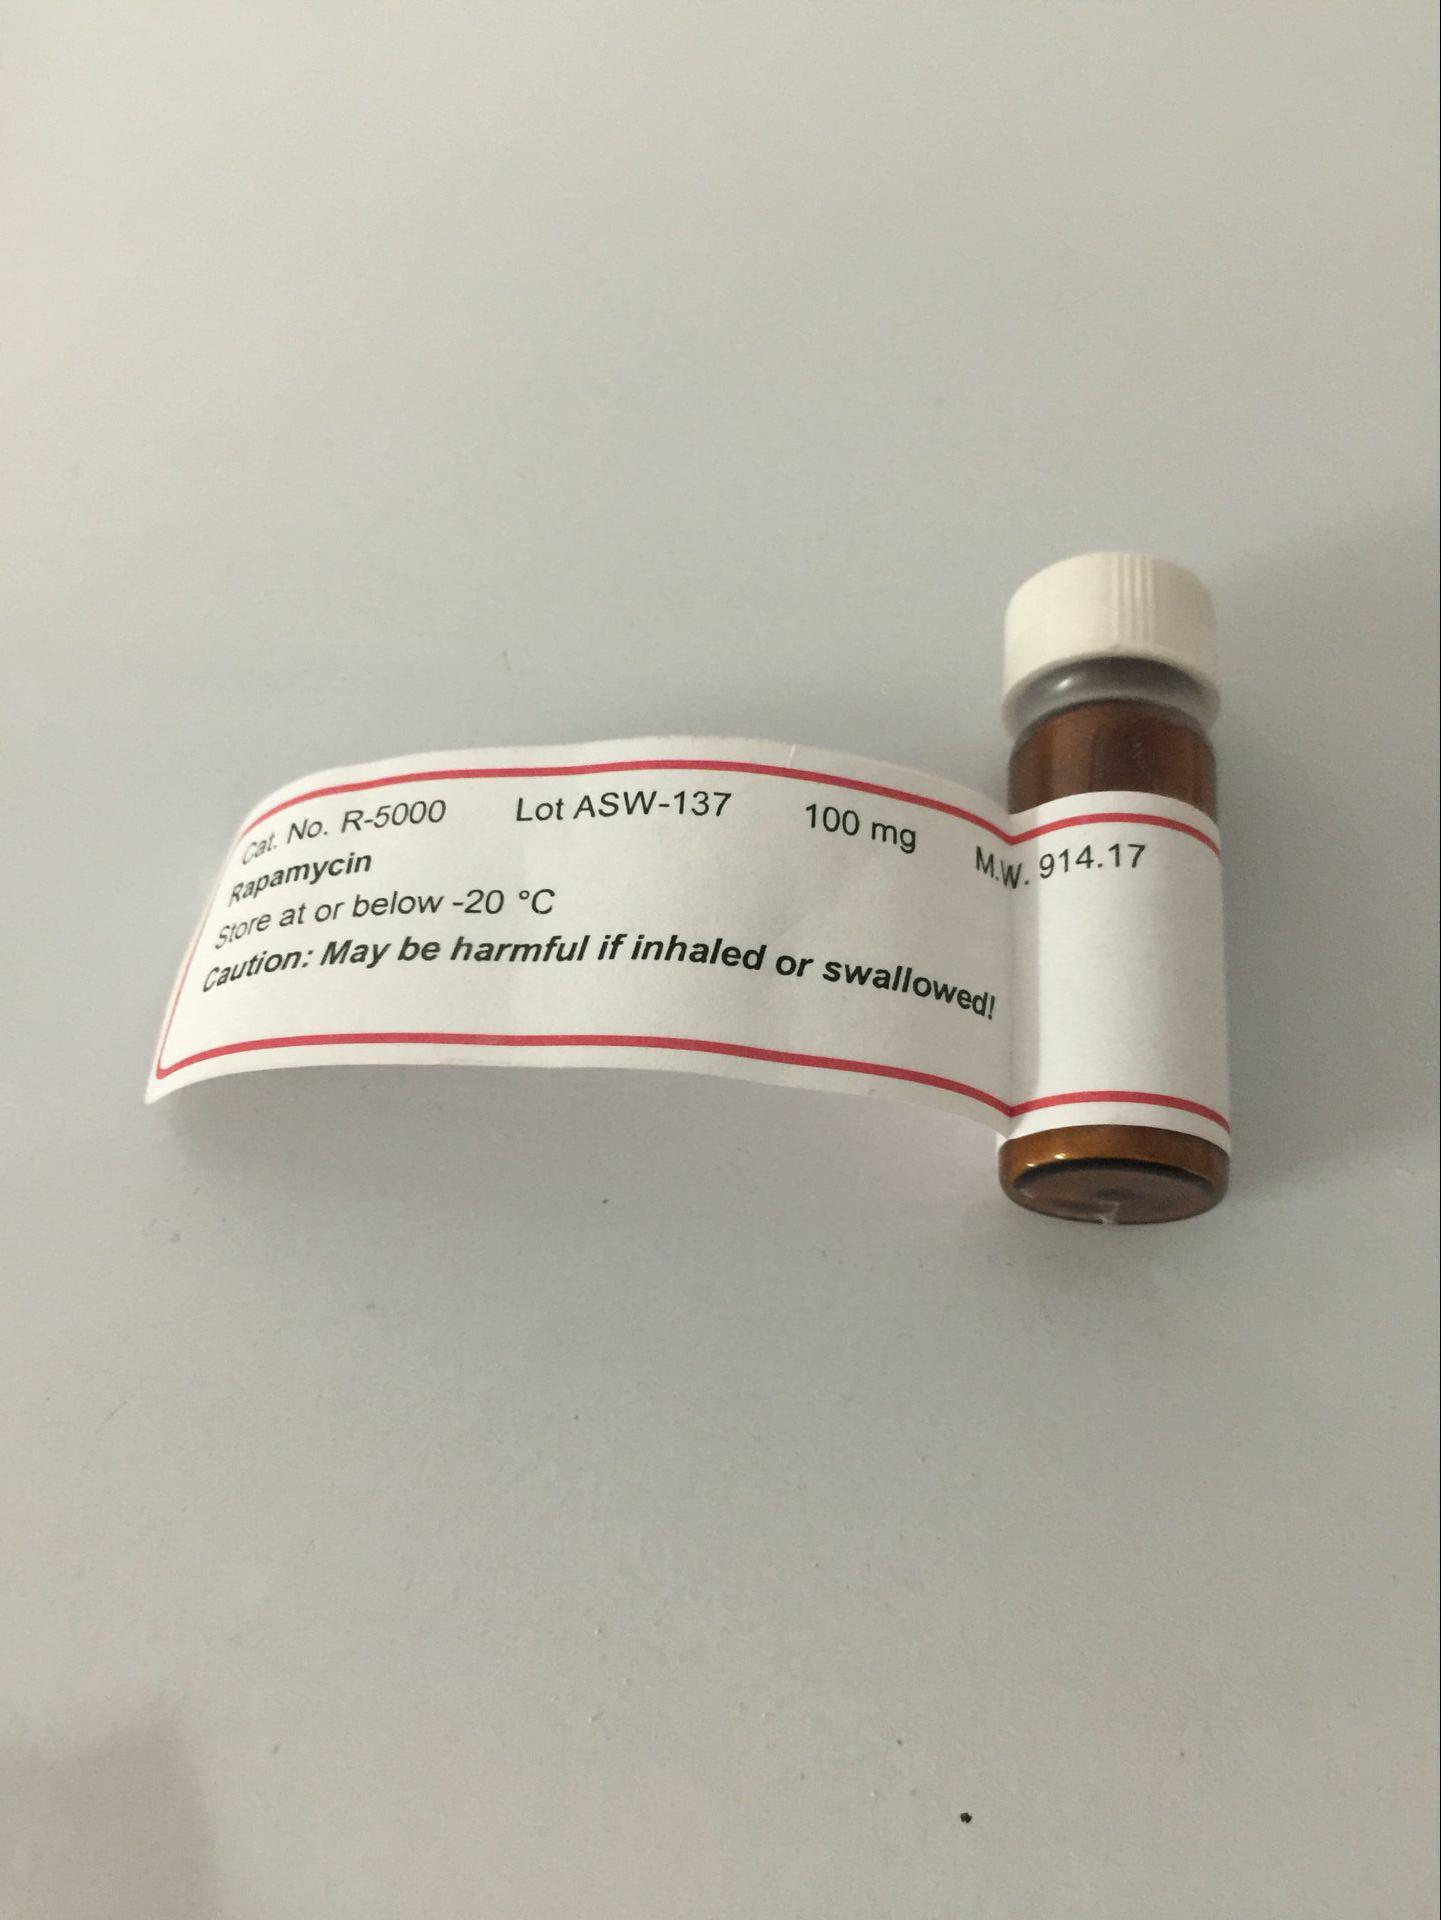 Cat. No. R-5000 Lot ASW-137 100 mg M.W. 914.17
Rapamycin
Store at or below -20 °C
Caution: May be harmful if inhaled or swallowed!